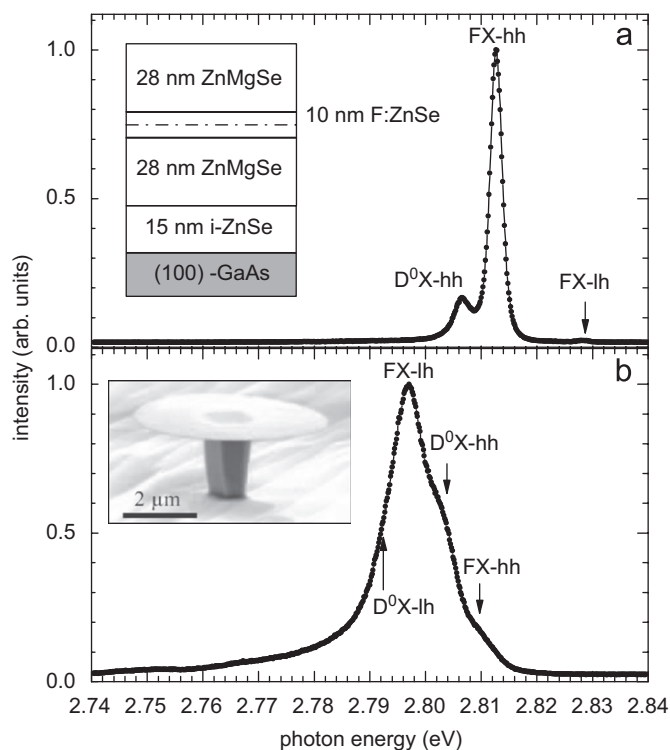 a
FX-hh
1.0
28 nm ZnMgSe
10 nm F:ZnSe
28 nm ZnMgSe
0.5
15 nm i-ZnSe
D⁰X-hh
FX-lh
(100) -GaAs
0.0
intensity (arb. units)
b
FX-lh
1.0
D⁰X-hh
2 µm
0.5
FX-hh
D⁰X-lh
0.0
2.74 2.75 2.76 2.77 2.78 2.79 2.80 2.81 2.82 2.83 2.84
photon energy (eV)